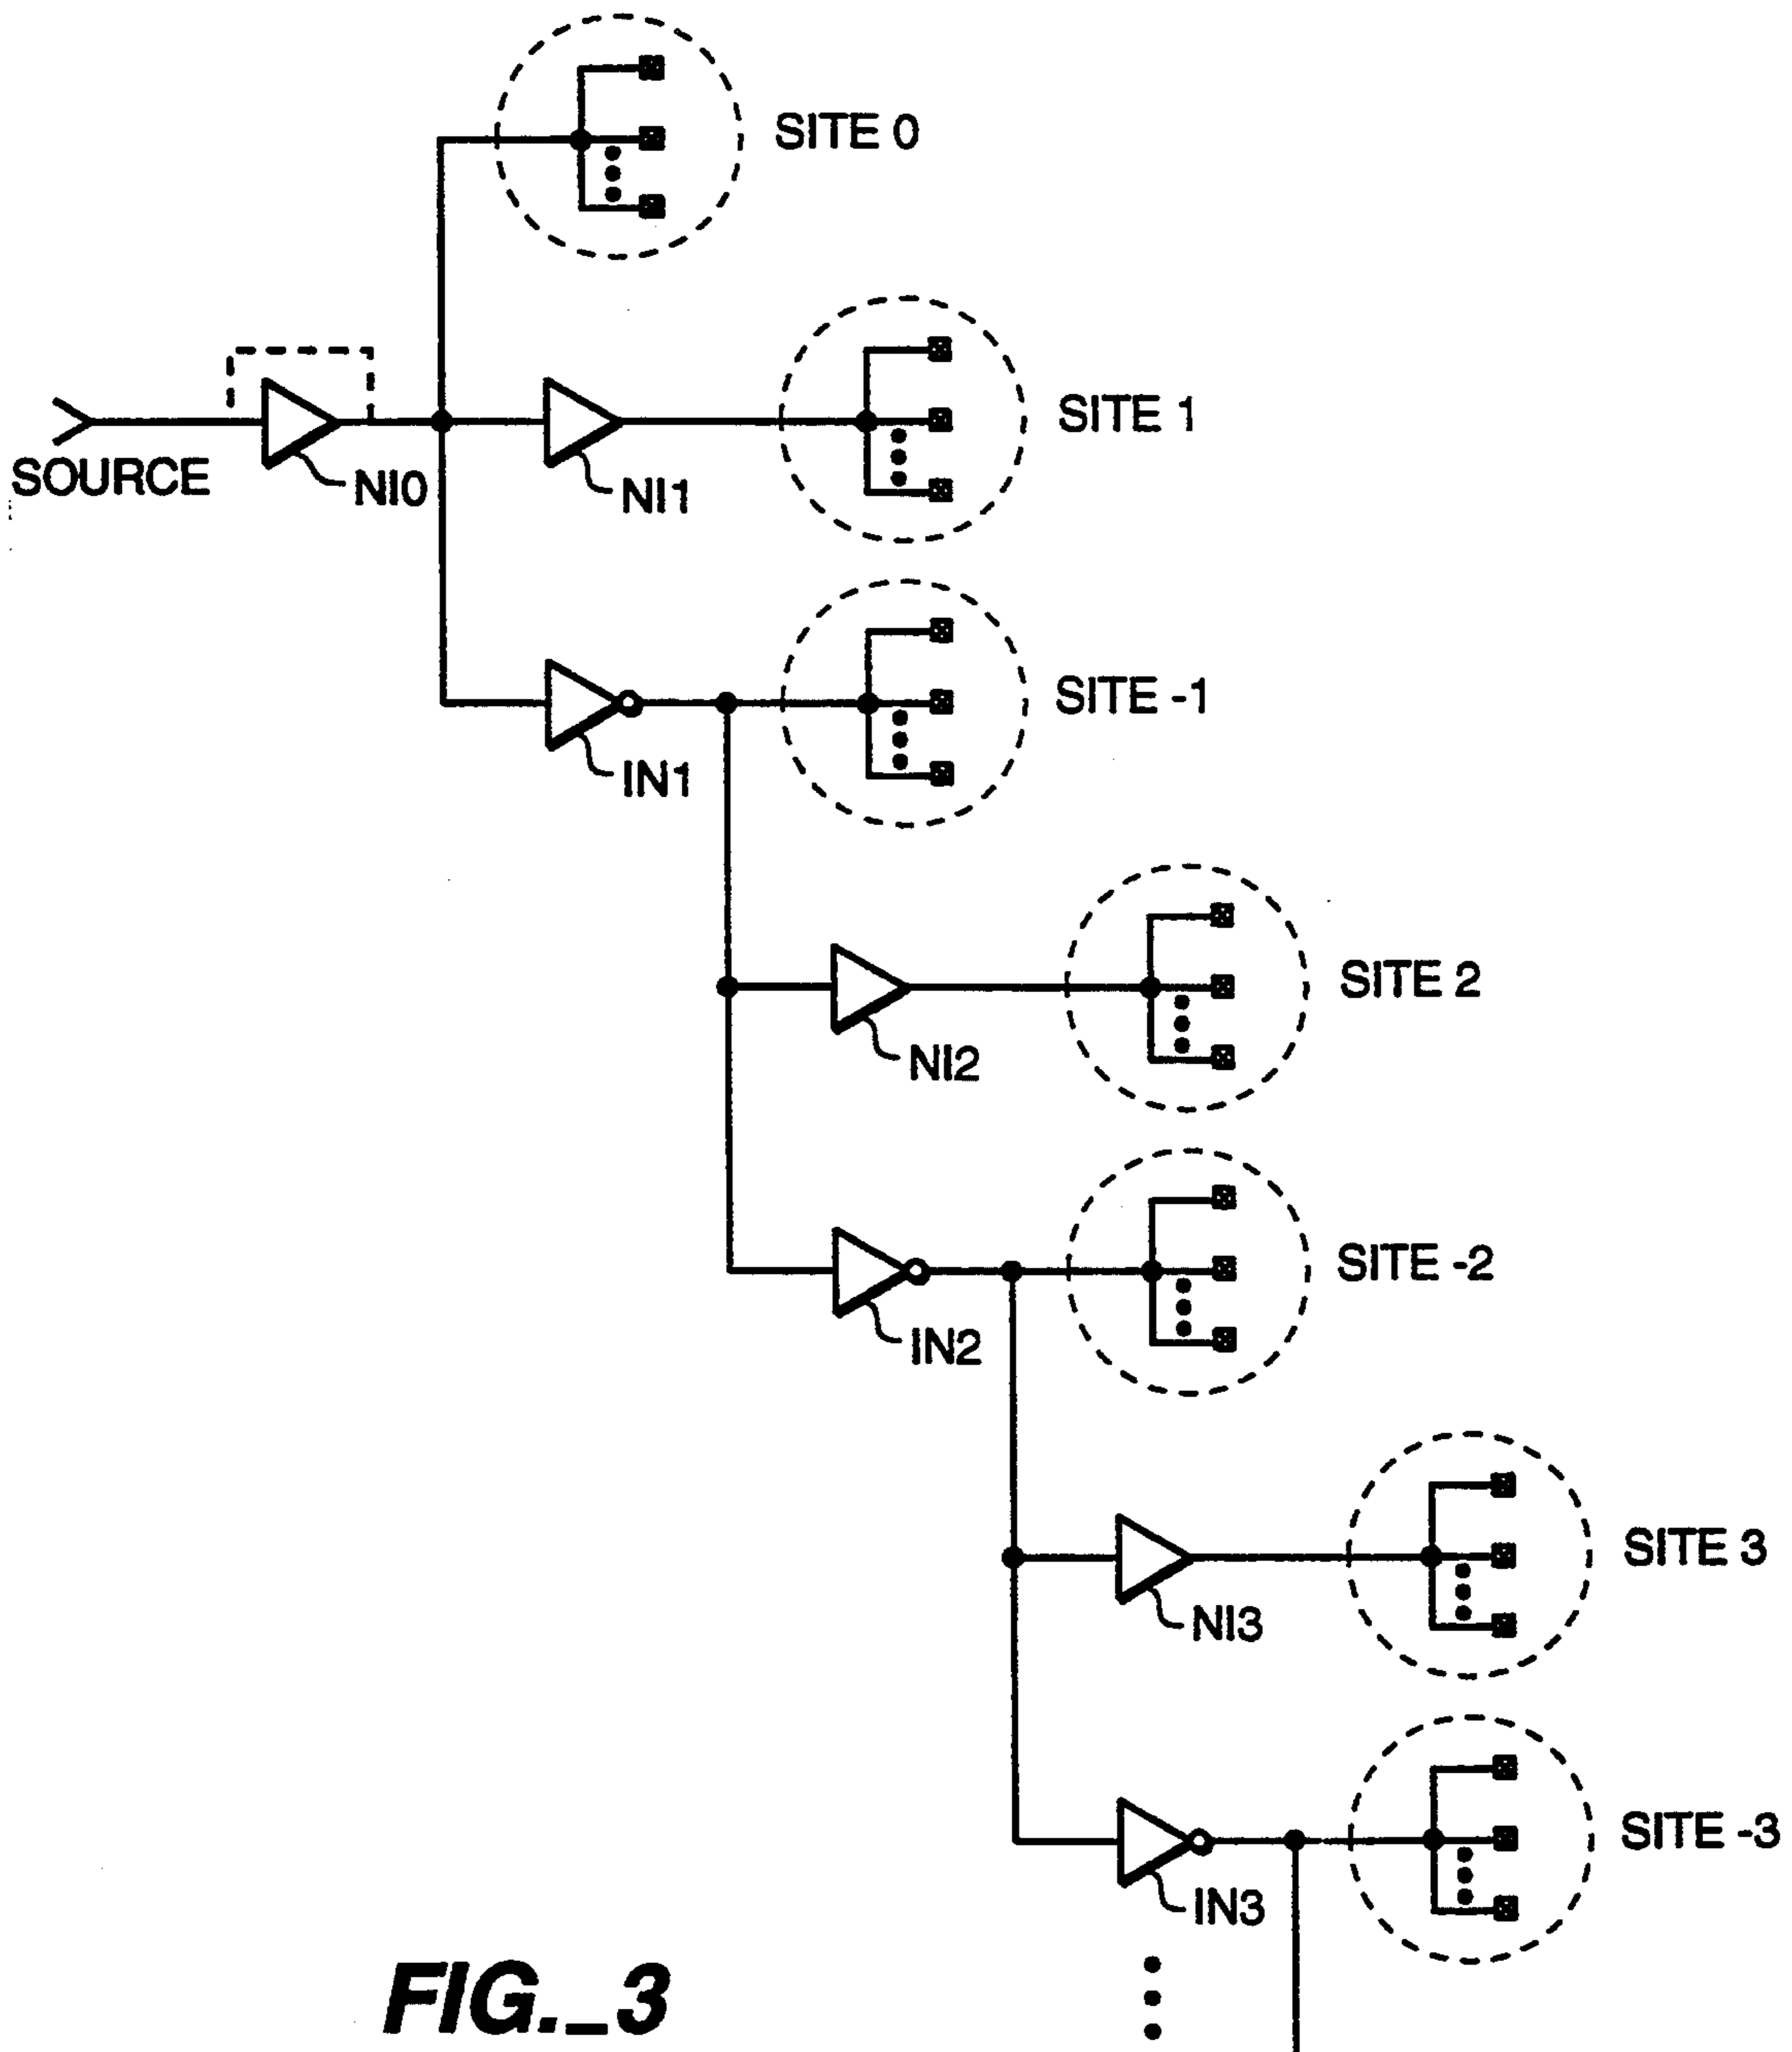 SITE 0
SITE 1
SOURCE
NI0
NI1
SITE -1
IN1
SITE 2
NI2
SITE -2
IN2
SITE 3
NI3
SITE -3
IN3
FIG._3